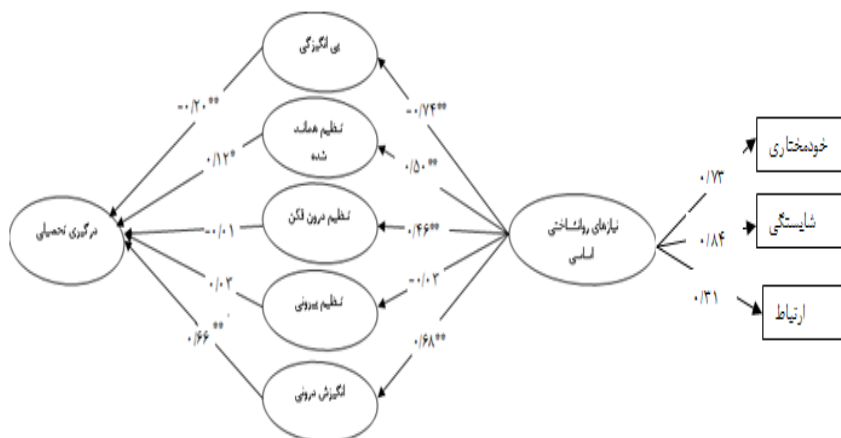 بی انگیزگی
-۰/۲۰**
-۰/۷۴**
تنظیم همانند
شده
۰/۱۲*
۰/۵۰**
خودمختاری
۰/۷۳
درگیری تحصیلی
تنظیم درون فکن
-۰/۰۱
۰/۴۶**
نیازهای روانشناختی
اساسی
۰/۸۴
شایستگی
تنظیم بیرونی
۰/۰۳
-۰/۰۳
۰/۳۱
ارتباط
انگیزش درونی
۰/۶۶**
۰/۶۸**